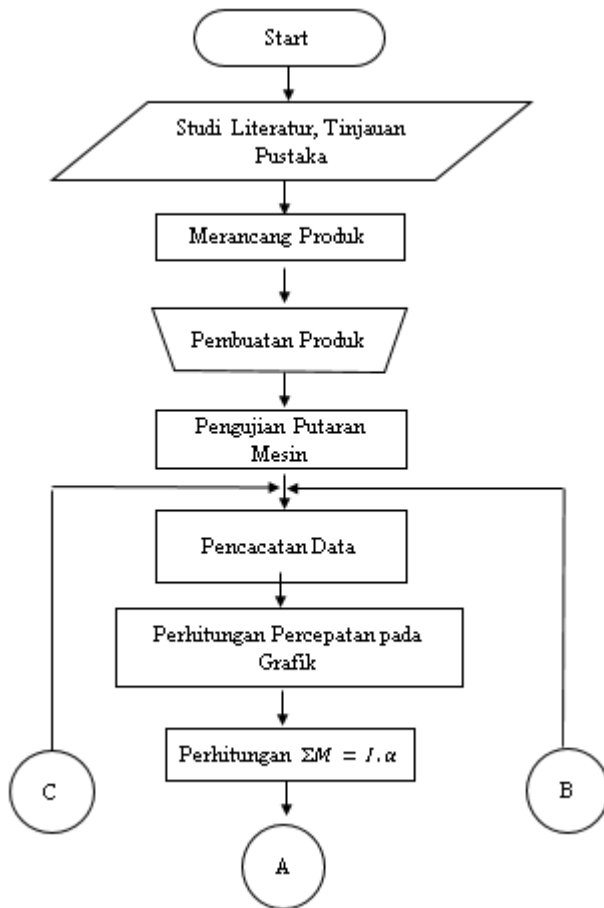 Start
Studi Literatur, Tinjauan
Pustaka
Merancang Produk
Pembuatan Produk
Pengujian Putaran
Mesin
Pencacatan Data
Perhitungan Percepatan pada
Grafik
Perhitungan ΣM = I. α
C
B
A